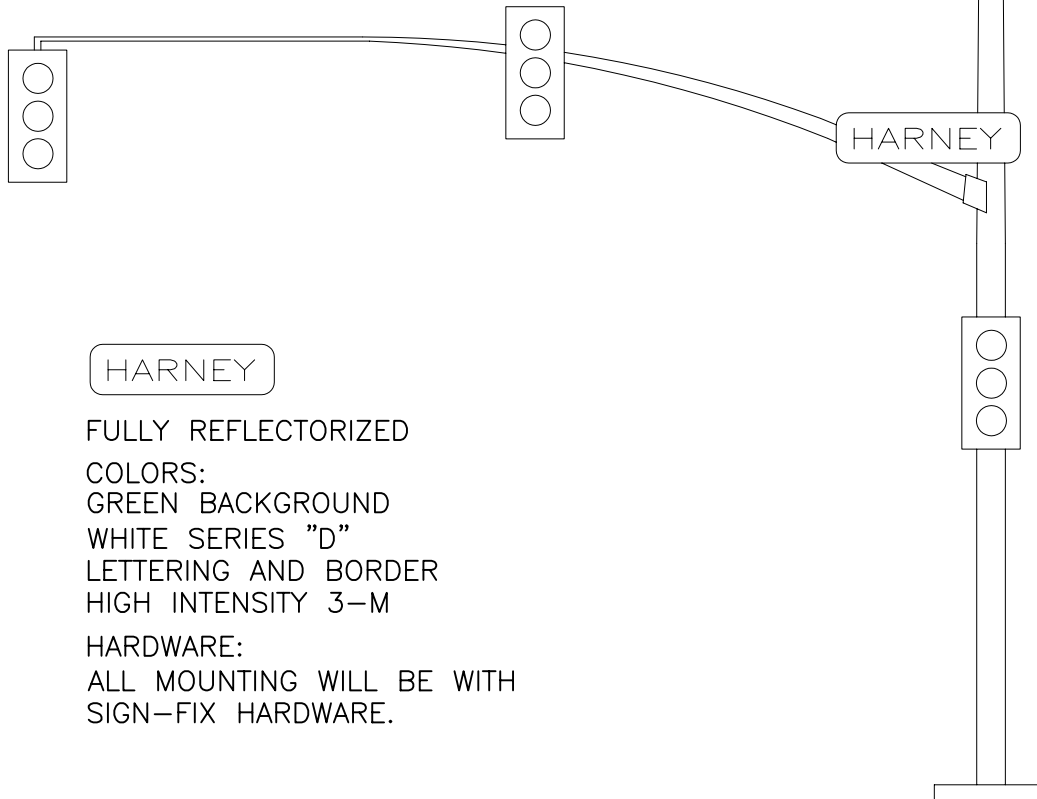 HARNEY
HARNEY
FULLY REFLECTORIZED
COLORS:
GREEN BACKGROUND
WHITE SERIES ”D”
LETTERING AND BORDER
HIGH INTENSITY 3–M
HARDWARE:
ALL MOUNTING WILL BE WITH
SIGN–FIX HARDWARE.